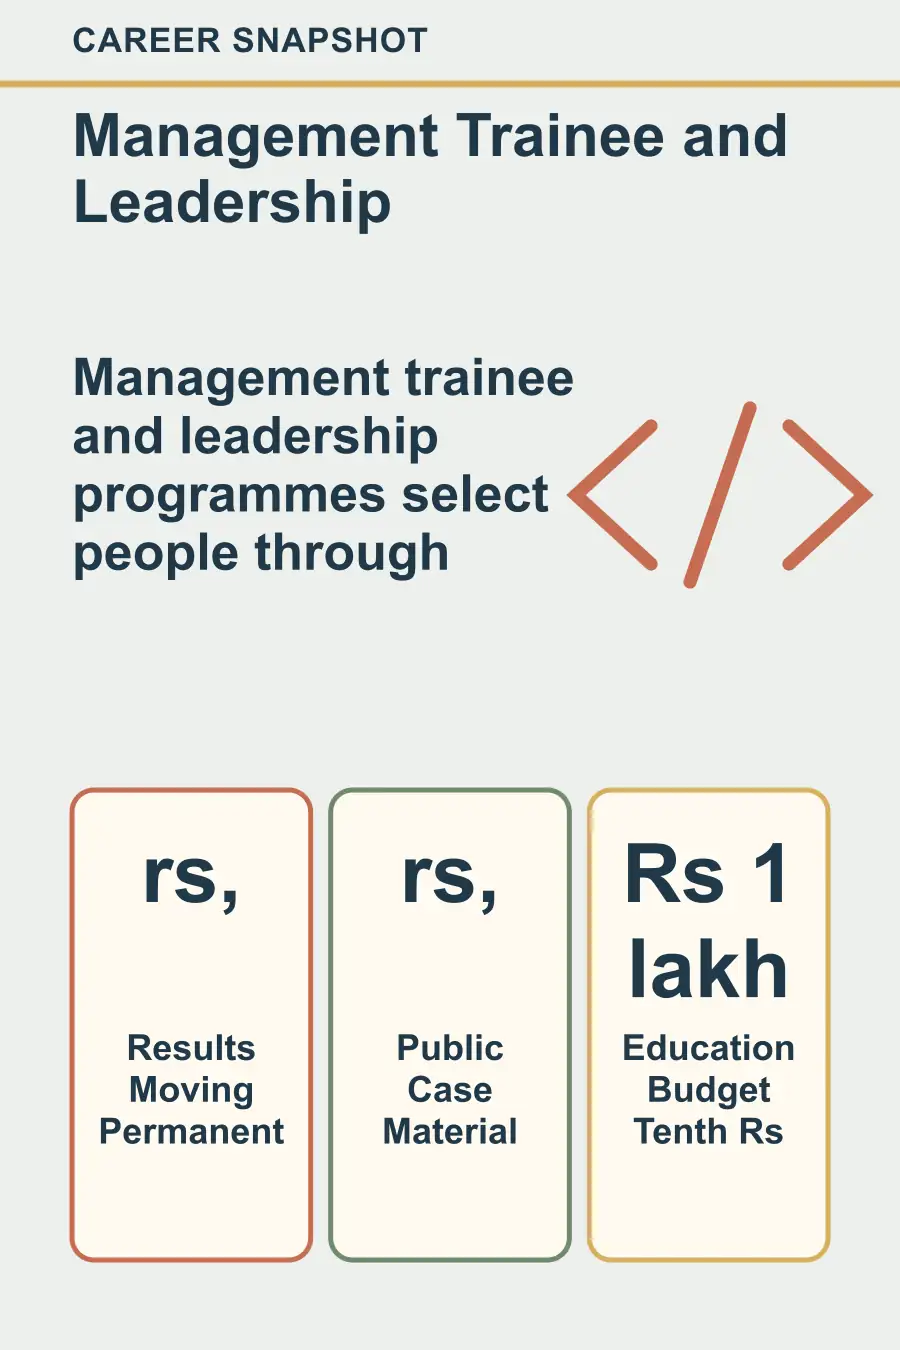 CAREER SNAPSHOT
Management Trainee and
Leadership
Management trainee
and leadership
programmes select
people through
rs,
Results
Moving
Permanent
rs,
Public
Case
Material
Rs 1
lakh
Education
Budget
Tenth Rs